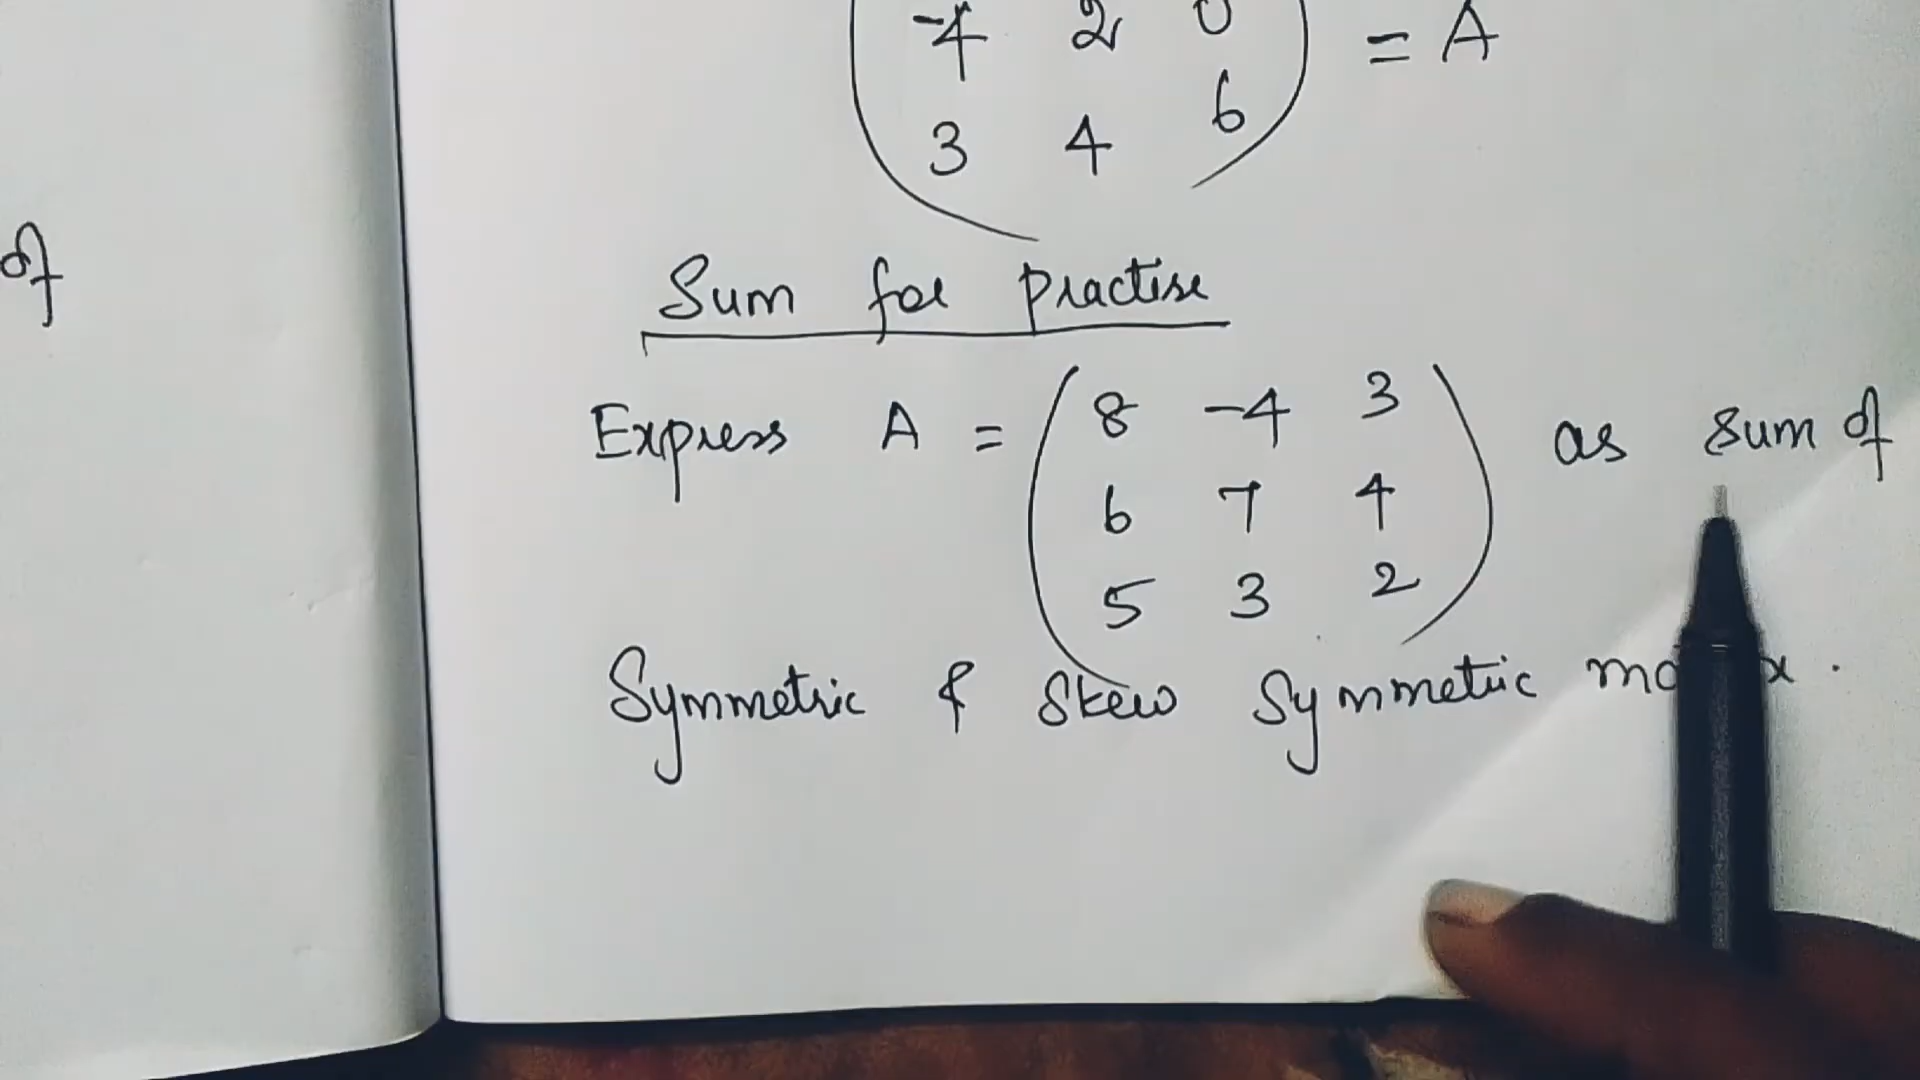 of
-4 2 0 = A
3 4 6
Sum for practise
Express A = 8 -4 3 as sum of
6 7 4
5 3 2
Symmetric & Skew Symmetric